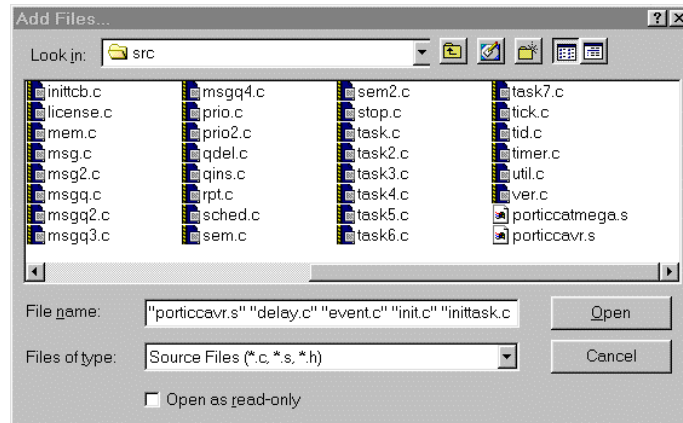 Add Files...
Look in: src
inittcb.c msgq4.c sem2.c task7.c
license.c prio.c stop.c tick.c
mem.c prio2.c task.c tid.c
msg.c qdel.c task2.c timer.c
msg2.c qins.c task3.c util.c
msgq.c rpt.c task4.c ver.c
msgq2.c sched.c task5.c porticcatmega.s
msgq3.c sem.c task6.c porticcavr.s
File name: "porticcavr.s" "delay.c" "event.c" "init.c" "inittask.c Open
Files of type: Source Files (*.c, *.s, *.h) Cancel
Open as read-only